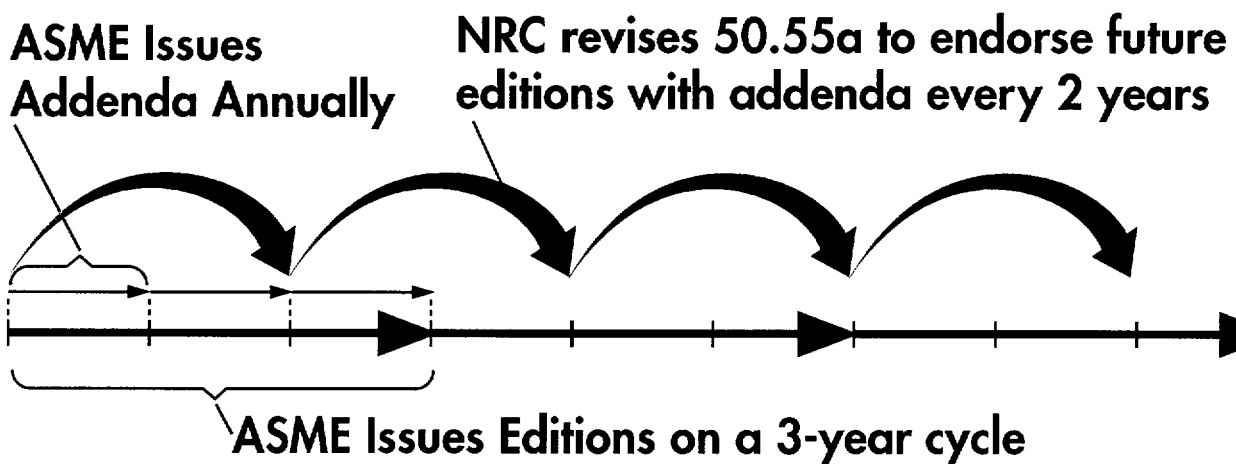 ASME Issues
Addenda Annually
NRC revises 50.55a to endorse future
editions with addenda every 2 years
ASME Issues Editions on a 3-year cycle